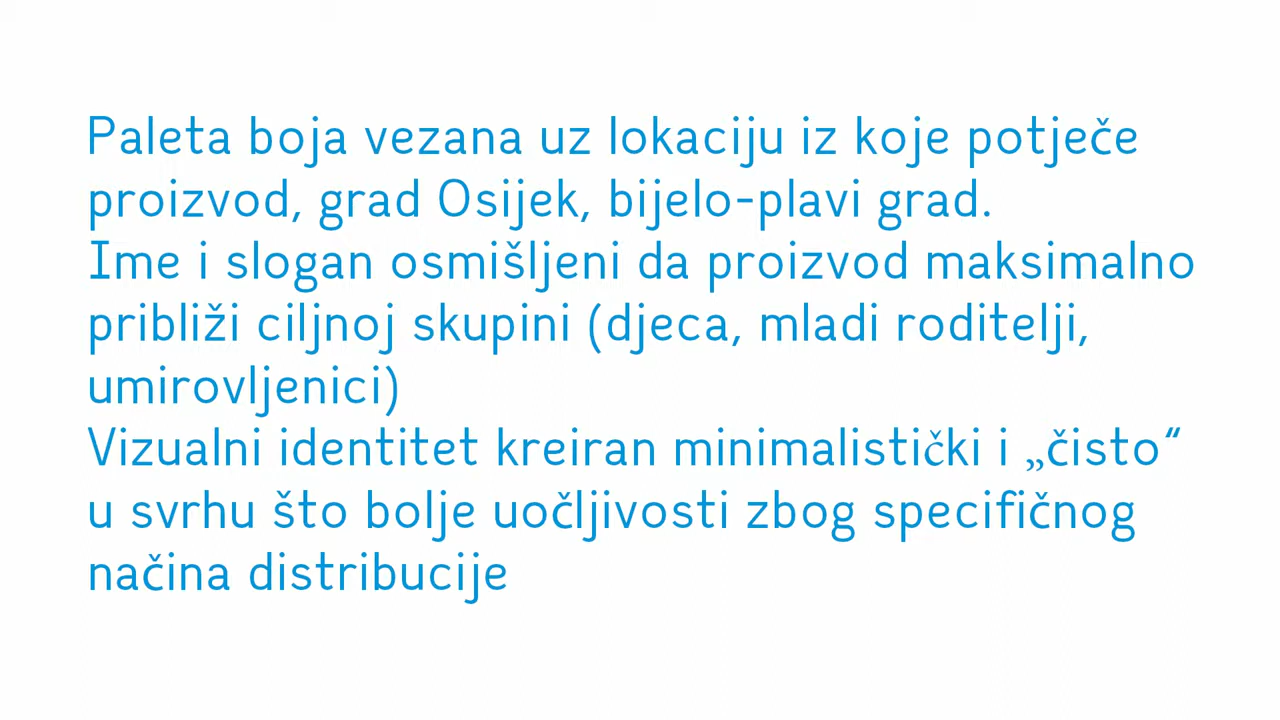 Paleta boja vezana uz lokaciju iz koje potječe
proizvod, grad Osijek, bijelo-plavi grad.
Ime i slogan osmišljeni da proizvod maksimalno
približi ciljnoj skupini (djeca, mladi roditelji,
umirovljenici)
Vizualni identitet kreiran minimalistički i „čisto“
u svrhu što bolje uočljivosti zbog specifičnog
načina distribucije